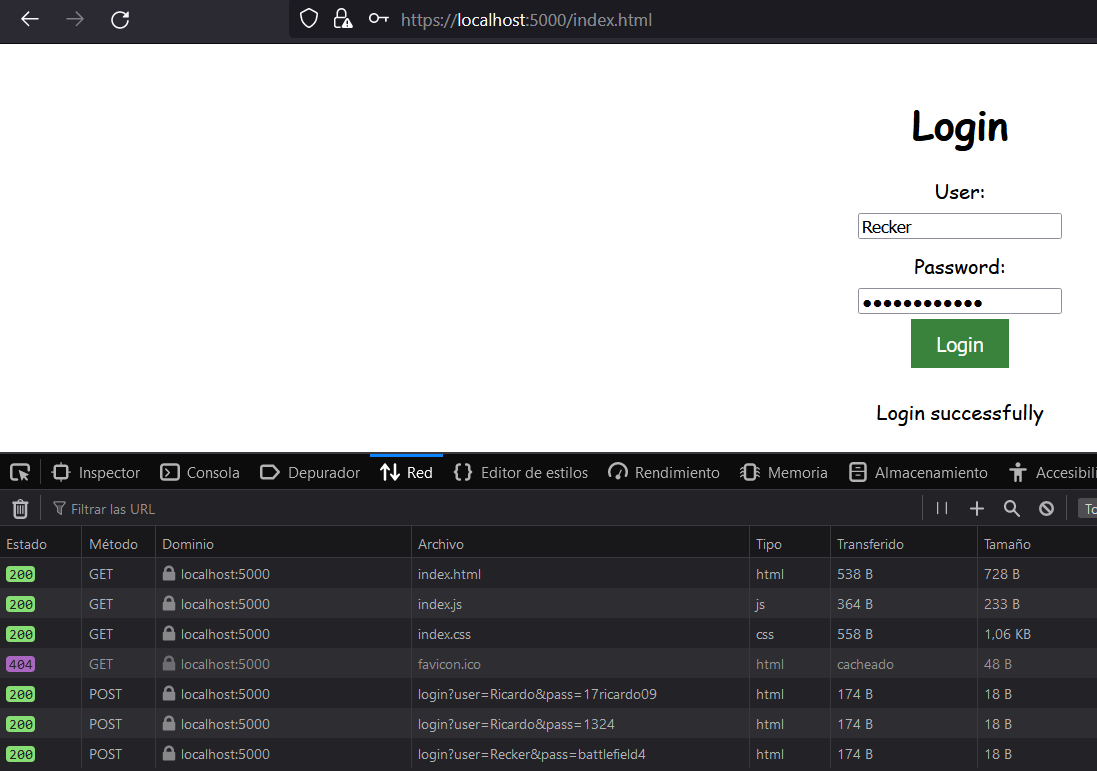 https://localhost:5000/index.html
Login
User:
Recker
Password:
Login
Login successfully
Inspector Consola Depurador Red Editor de estilos Rendimiento Memoria Almacenamiento Accesibili
Filtrar las URL To
Estado Método Dominio Archivo Tipo Transferido Tamaño
200 GET localhost:5000 index.html html 538 B 728 B
200 GET localhost:5000 index.js js 364 B 233 B
200 GET localhost:5000 index.css css 558 B 1,06 KB
404 GET localhost:5000 favicon.ico html cacheado 48 B
200 POST localhost:5000 login?user=Ricardo&pass=17ricardo09 html 174 B 18 B
200 POST localhost:5000 login?user=Ricardo&pass=1324 html 174 B 18 B
200 POST localhost:5000 login?user=Recker&pass=battlefield4 html 174 B 18 B